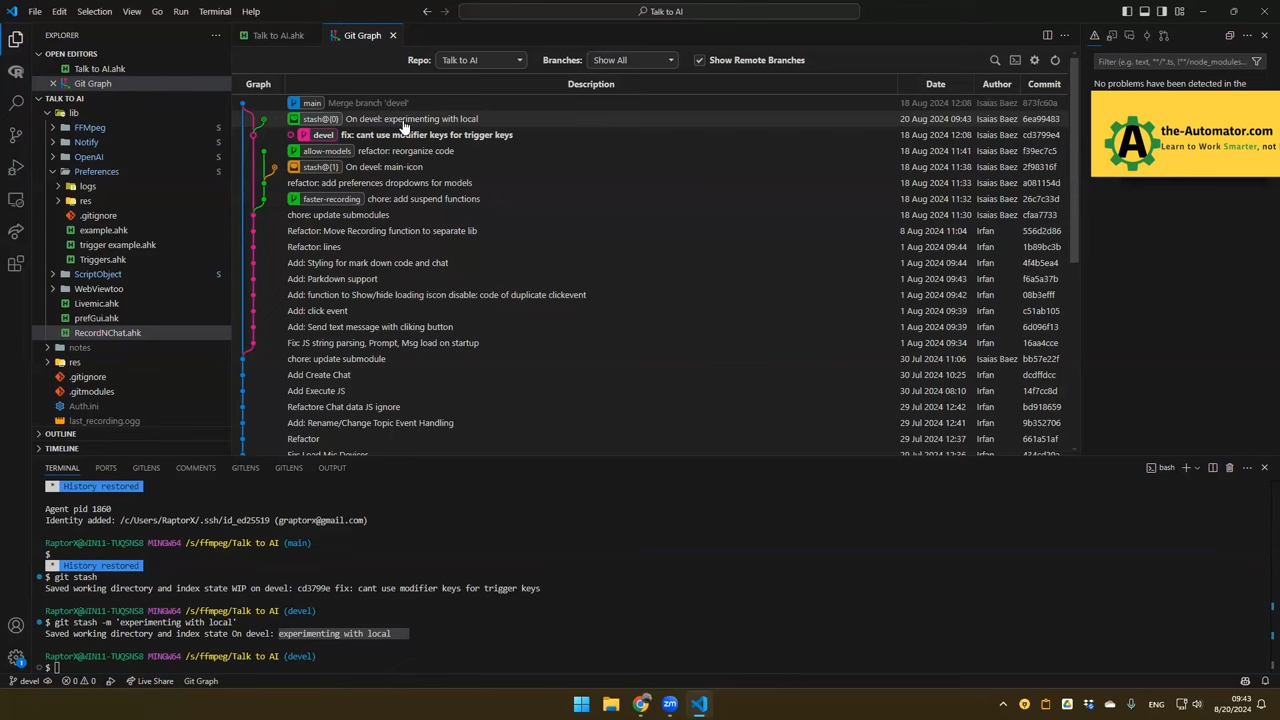 File Edit Selection View Go Run Terminal Help
Talk to AI
EXPLORER
OPEN EDITORS
Talk to AI.ahk
Git Graph
TALK TO AI
lib
FFMpeg
Notify S
OpenAI S
Preferences S
logs
res
.gitignore
example.ahk
trigger example.ahk
Triggers.ahk
ScriptObject S
WebViewtoo
Livemic.ahk
prefGui.ahk
RecordNChat.ahk
notes
res
.gitignore
.gitmodules
Auth.ini
last_recording.ogg
OUTLINE
TIMELINE
Talk to AI.ahk Git Graph
Repo: Talk to AI Branches: Show All Show Remote Branches
Graph Description Date Author Commit
main Merge branch 'devel' 18 Aug 2024 12:08 Isaias Baez 873fc60a
stash@{0} On devel: experimenting with local 20 Aug 2024 09:43 Isaias Baez 6ea99483
devel fix: cant use modifier keys for trigger keys 18 Aug 2024 12:08 Isaias Baez cd3799e4
allow-models refactor: reorganize code 18 Aug 2024 11:41 Isaias Baez f39ec7c5
stash@{1} On devel: main-icon 18 Aug 2024 11:38 Isaias Baez 2f98316f
refactor: add preferences dropdowns for models 18 Aug 2024 11:33 Isaias Baez a081154d
faster-recording chore: add suspend functions 18 Aug 2024 11:32 Isaias Baez 26c7c33d
chore: update submodules 18 Aug 2024 11:30 Isaias Baez cfaa7733
Refactor: Move Recording function to separate lib 8 Aug 2024 11:04 Irfan 556d2d86
Refactor: lines 1 Aug 2024 09:44 Irfan 1b89bc3b
Add: Styling for mark down code and chat 1 Aug 2024 09:44 Irfan 4f4b5ea4
Add: Parkdown support 1 Aug 2024 09:43 Irfan f6a5a37b
Add: function to Show/hide loading iscon disable: code of duplicate clickevent 1 Aug 2024 09:42 Irfan 08b3efff
Add: click event 1 Aug 2024 09:39 Irfan c51ab105
Add: Send text message with cliking button 1 Aug 2024 09:39 Irfan 6d096f13
Fix: JS string parsing, Prompt, Msg load on startup 1 Aug 2024 09:34 Irfan 16aa4cce
chore: update submodule 30 Jul 2024 11:06 Isaias Baez bb57e22f
Add Create Chat 30 Jul 2024 10:25 Irfan dcdffdcc
Add Execute JS 30 Jul 2024 08:10 Irfan 14f7cc8d
Refactore Chat data JS ignore 29 Jul 2024 12:42 Irfan bd918659
Add: Rename/Change Topic Event Handling 29 Jul 2024 12:41 Irfan 9b352706
Refactor 29 Jul 2024 12:37 Irfan 661a51af
Fix: Load Mic Devices
Filter (e.g. text, **/*.ts, !**/node_modules...
No problems have been detected in the
the-Automator.com
Learn to Work Smarter, not
TERMINAL PORTS GITLENS COMMENTS GITLENS GITLENS OUTPUT
bash
* History restored
Agent pid 1860
Identity added: /c/Users/RaptorX/.ssh/id_ed25519 (graptorx@gmail.com)
RaptorX@WIN11-TUQSNS8 MINGW64 /s/ffmpeg/Talk to AI (main)
$
* History restored
$ git stash
Saved working directory and index state WIP on devel: cd3799e fix: cant use modifier keys for trigger keys
RaptorX@WIN11-TUQSNS8 MINGW64 /s/ffmpeg/Talk to AI (devel)
$ git stash -m 'experimenting with local'
Saved working directory and index state On devel: experimenting with local
RaptorX@WIN11-TUQSNS8 MINGW64 /s/ffmpeg/Talk to AI (devel)
$
1
devel 0 0 Live Share Git Graph
zm
ENG
09:43
8/20/2024